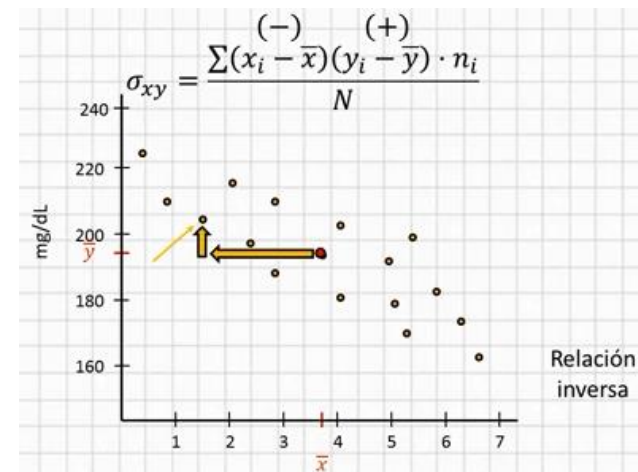 (−) (+)
σxy = ∑(xi − x̅)(yi − y̅) · ni
N
240
220
mg/dL
200
y̅
180
160
Relación
inversa
1 2 3 4 5 6 7
x̅